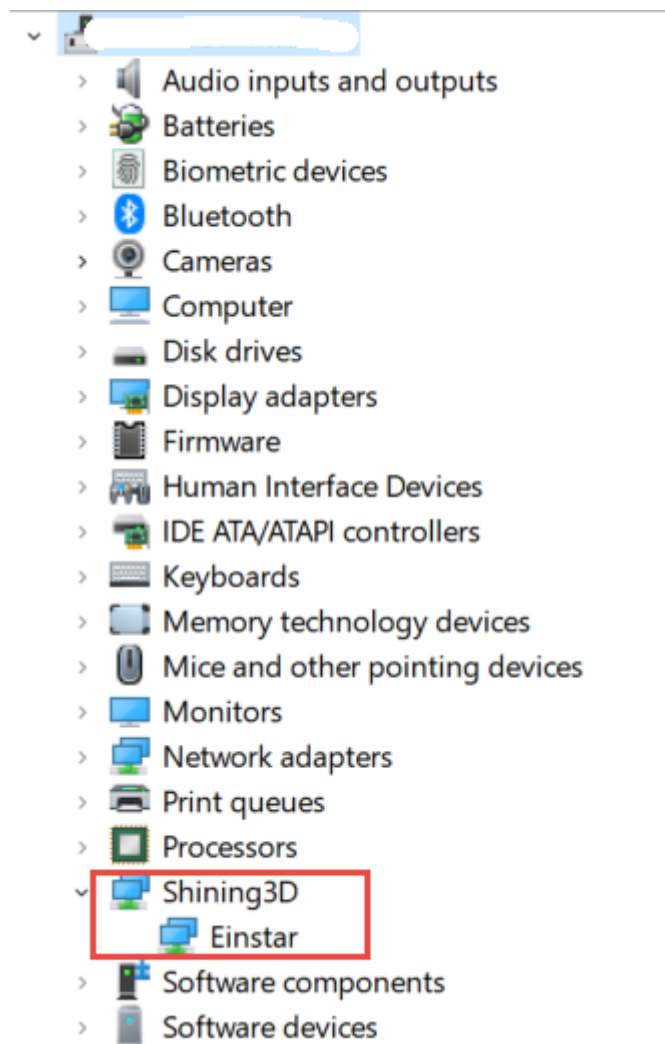 Audio inputs and outputs
Batteries
Biometric devices
Bluetooth
Cameras
Computer
Disk drives
Display adapters
Firmware
Human Interface Devices
IDE ATA/ATAPI controllers
Keyboards
Memory technology devices
Mice and other pointing devices
Monitors
Network adapters
Print queues
Processors
Shining3D
Einstar
Software components
Software devices